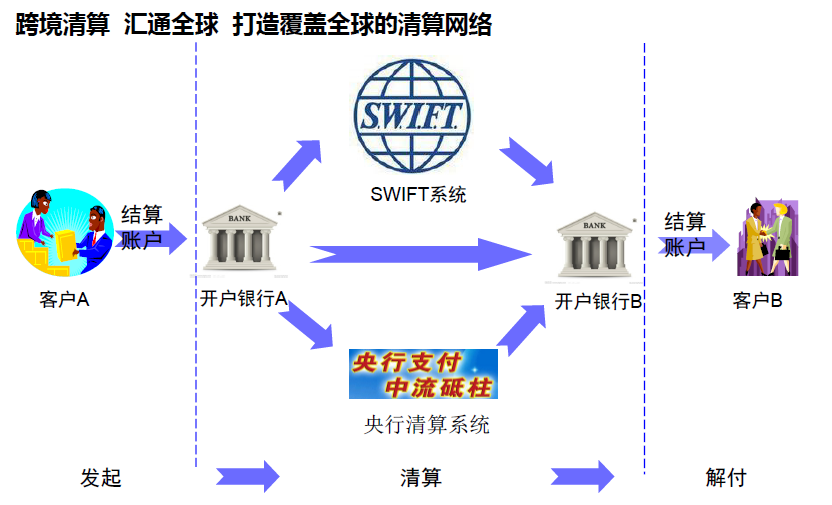 跨境清算 汇通全球 打造覆盖全球的清算网络
S.W.I.F.T.
SWIFT系统
结算
账户
BANK
BANK
结算
账户
客户A
开户银行A
开户银行B
客户B
央行支付
中流砥柱
央行清算系统
发起
清算
解付